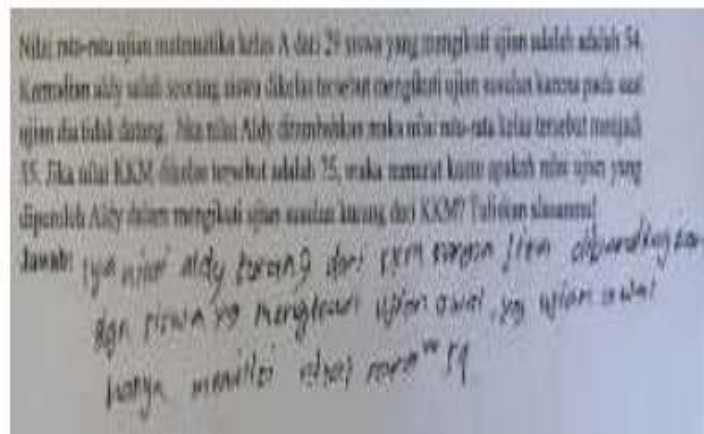 Nilai rata-rata ujian matematika kelas A dari 29 siswa yang mengikuti ujian adalah adalah 54.
Kemudian aldy salah seorang siswa dikelas tersebut mengikuti ujian susulan karena pada saat
ujian dia tidak datang. Jika nilai Aldy ditambahkan maka nilai rata-rata kelas tersebut menjadi
55. Jika nilai KKM dikelas tersebut adalah 75, maka menurut kamu apakah nilai ujian yang
diperoleh Aldy dalam mengikuti ujian susulan kurang dari KKM? Tuliskan alasanmu!
Jawab: iya nilai aldy kurang dari KKM karena jika dibandingkan
dgn siswa yg mengikuti ujian awal, yg ujian awal
hanya memiliki nilai rata" 54